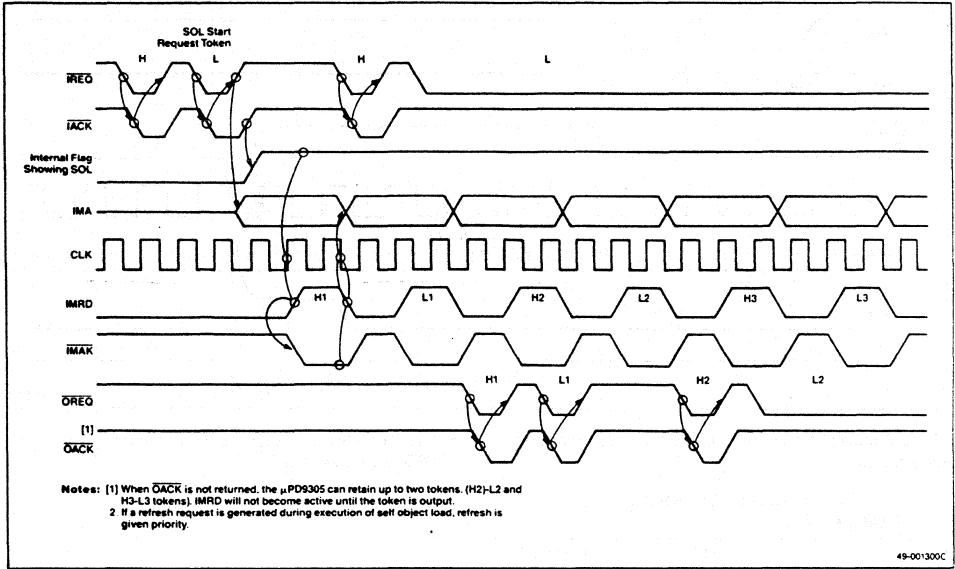 SOL Start
Request Token
H L H L
IREQ
IACK
Internal Flag
Showing SOL
IMA
CLK
H1 L1 H2 L2 H3 L3
IMRD
IMAK
H1 L1 H2 L2
OREQ
[1]
OACK
Notes: [1] When OACK is not returned, the μPD9305 can retain up to two tokens. (H2)-L2 and
H3-L3 tokens). IMRD will not become active until the token is output.
2. If a refresh request is generated during execution of self object load, refresh is
given priority.
49-001300C